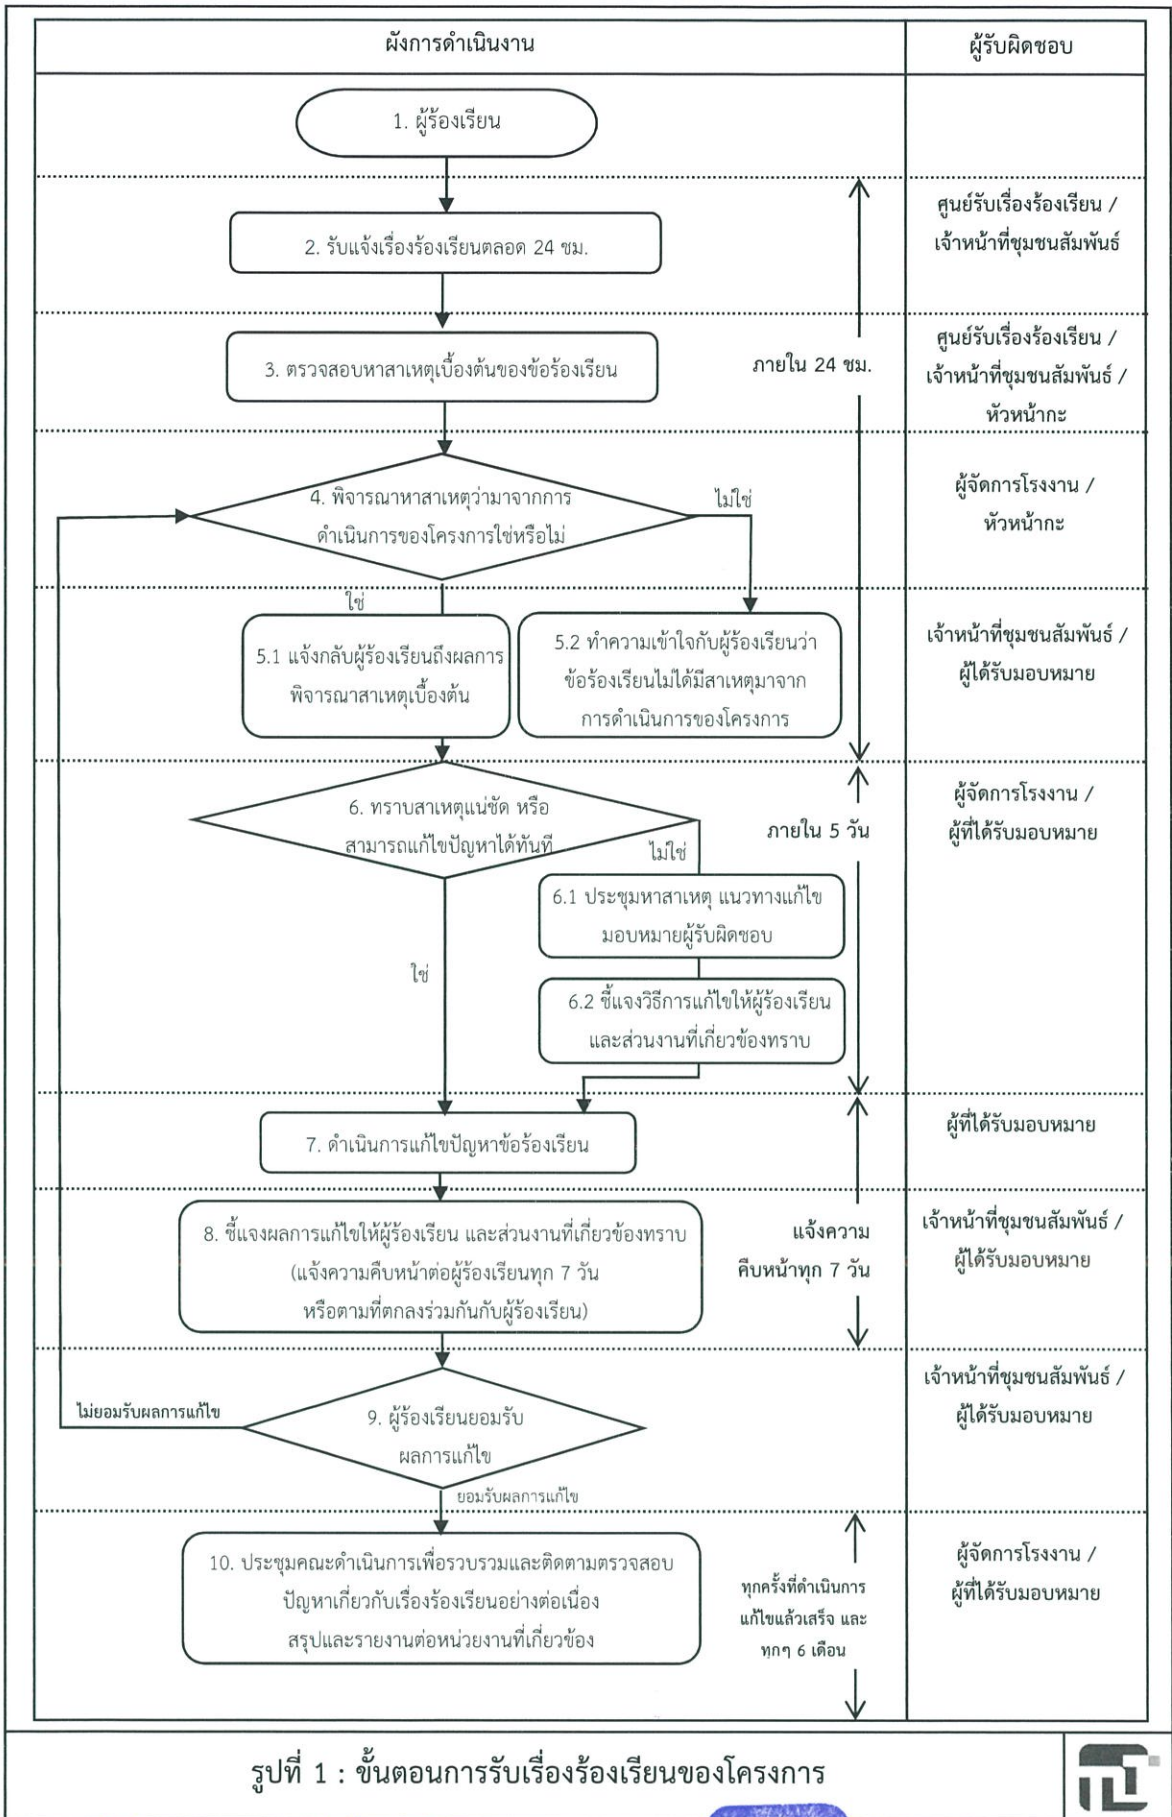 ผังการดำเนินงาน
ผู้รับผิดชอบ
1. ผู้ร้องเรียน
2. รับแจ้งเรื่องร้องเรียนตลอด 24 ชม.
ศูนย์รับเรื่องร้องเรียน /
เจ้าหน้าที่ชุมชนสัมพันธ์
3. ตรวจสอบหาสาเหตุเบื้องต้นของข้อร้องเรียน
ภายใน 24 ชม.
ศูนย์รับเรื่องร้องเรียน /
เจ้าหน้าที่ชุมชนสัมพันธ์ /
หัวหน้ากะ
4. พิจารณาหาสาเหตุว่ามาจากการ
ดำเนินการของโครงการใช่หรือไม่
ไม่ใช่
ผู้จัดการโรงงาน /
หัวหน้ากะ
ใช่
5.1 แจ้งกลับผู้ร้องเรียนถึงผลการ
พิจารณาสาเหตุเบื้องต้น
5.2 ทำความเข้าใจกับผู้ร้องเรียนว่า
ข้อร้องเรียนไม่ได้มีสาเหตุมาจาก
การดำเนินการของโครงการ
เจ้าหน้าที่ชุมชนสัมพันธ์ /
ผู้ได้รับมอบหมาย
6. ทราบสาเหตุแน่ชัด หรือ
สามารถแก้ไขปัญหาได้ทันที
ไม่ใช่
ภายใน 5 วัน
ผู้จัดการโรงงาน /
ผู้ที่ได้รับมอบหมาย
6.1 ประชุมหาสาเหตุ แนวทางแก้ไข
มอบหมายผู้รับผิดชอบ
ใช่
6.2 ชี้แจงวิธีการแก้ไขให้ผู้ร้องเรียน
และส่วนงานที่เกี่ยวข้องทราบ
7. ดำเนินการแก้ไขปัญหาข้อร้องเรียน
ผู้ที่ได้รับมอบหมาย
8. ชี้แจงผลการแก้ไขให้ผู้ร้องเรียน และส่วนงานที่เกี่ยวข้องทราบ
(แจ้งความคืบหน้าต่อผู้ร้องเรียนทุก 7 วัน
หรือตามที่ตกลงร่วมกันกับผู้ร้องเรียน)
แจ้งความ
คืบหน้าทุก 7 วัน
เจ้าหน้าที่ชุมชนสัมพันธ์ /
ผู้ได้รับมอบหมาย
ไม่ยอมรับผลการแก้ไข
9. ผู้ร้องเรียนยอมรับ
ผลการแก้ไข
เจ้าหน้าที่ชุมชนสัมพันธ์ /
ผู้ได้รับมอบหมาย
ยอมรับผลการแก้ไข
10. ประชุมคณะดำเนินการเพื่อรวบรวมและติดตามตรวจสอบ
ปัญหาเกี่ยวกับเรื่องร้องเรียนอย่างต่อเนื่อง
สรุปและรายงานต่อหน่วยงานที่เกี่ยวข้อง
ทุกครั้งที่ดำเนินการ
แก้ไขแล้วเสร็จ และ
ทุกๆ 6 เดือน
ผู้จัดการโรงงาน /
ผู้ที่ได้รับมอบหมาย
รูปที่ 1 : ขั้นตอนการรับเรื่องร้องเรียนของโครงการ